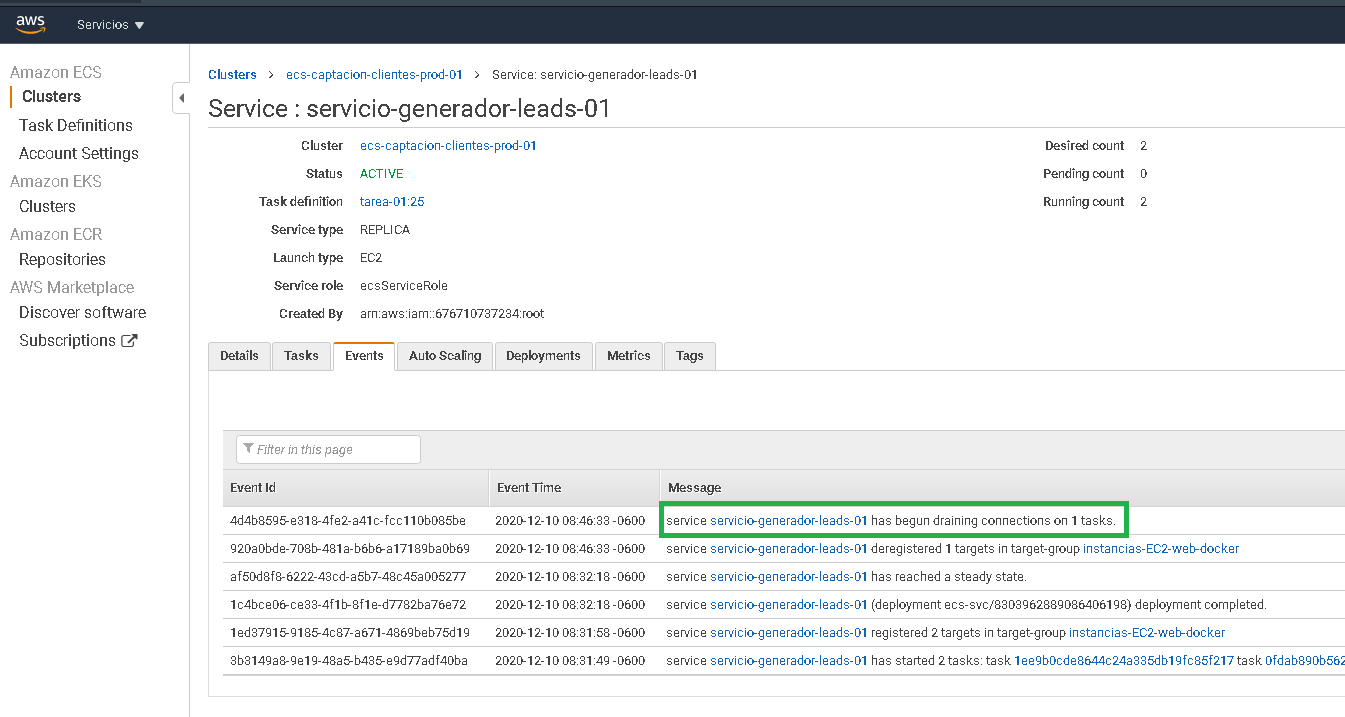 aws Servicios
Amazon ECS
Clusters
Task Definitions
Account Settings
Amazon EKS
Clusters
Amazon ECR
Repositories
AWS Marketplace
Discover software
Subscriptions
Clusters > ecs-captacion-clientes-prod-01 > Service: servicio-generador-leads-01
Service : servicio-generador-leads-01
Cluster ecs-captacion-clientes-prod-01
Status ACTIVE
Task definition tarea-01:25
Service type REPLICA
Launch type EC2
Service role ecsServiceRole
Created By arn:aws:iam::676710737234:root
Desired count 2
Pending count 0
Running count 2
Details Tasks Events Auto Scaling Deployments Metrics Tags
Filter in this page
Event Id Event Time Message
4d4b8595-e318-4fe2-a41c-fcc110b085be 2020-12-10 08:46:33 -0600 service servicio-generador-leads-01 has begun draining connections on 1 tasks.
920a0bde-708b-481a-b6b6-a17189ba0b69 2020-12-10 08:46:33 -0600 service servicio-generador-leads-01 deregistered 1 targets in target-group instancias-EC2-web-docker
af50d8f8-6222-43cd-a5b7-48c45a005277 2020-12-10 08:32:18 -0600 service servicio-generador-leads-01 has reached a steady state.
1c4bce06-ce33-4f1b-8f1e-d7782ba76e72 2020-12-10 08:32:18 -0600 service servicio-generador-leads-01 (deployment ecs-svc/8303962889086406198) deployment completed.
1ed37915-9185-4c87-a671-4869beb75d19 2020-12-10 08:31:58 -0600 service servicio-generador-leads-01 registered 2 targets in target-group instancias-EC2-web-docker
3b3149a8-9e19-48a5-b435-e9d77adf40ba 2020-12-10 08:31:49 -0600 service servicio-generador-leads-01 has started 2 tasks: task 1ee9b0cde8644c24a335db19fc85f217 task 0fdab890b562